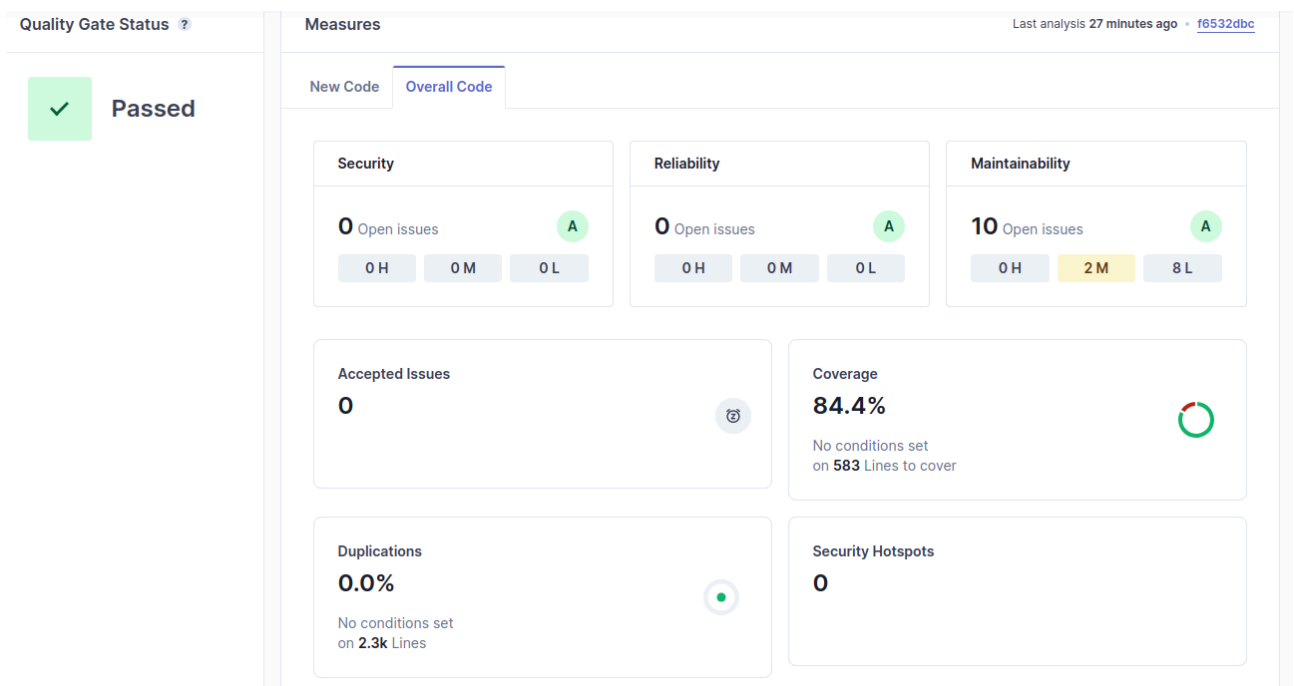 Quality Gate Status ?
Passed
Measures
Last analysis 27 minutes ago • f6532dbc
New Code
Overall Code
Security
0 Open issues
A
0 H
0 M
0 L
Reliability
0 Open issues
A
0 H
0 M
0 L
Maintainability
10 Open issues
A
0 H
2 M
8 L
Accepted Issues
0
Coverage
84.4%
No conditions set
on 583 Lines to cover
Duplications
0.0%
No conditions set
on 2.3k Lines
Security Hotspots
0